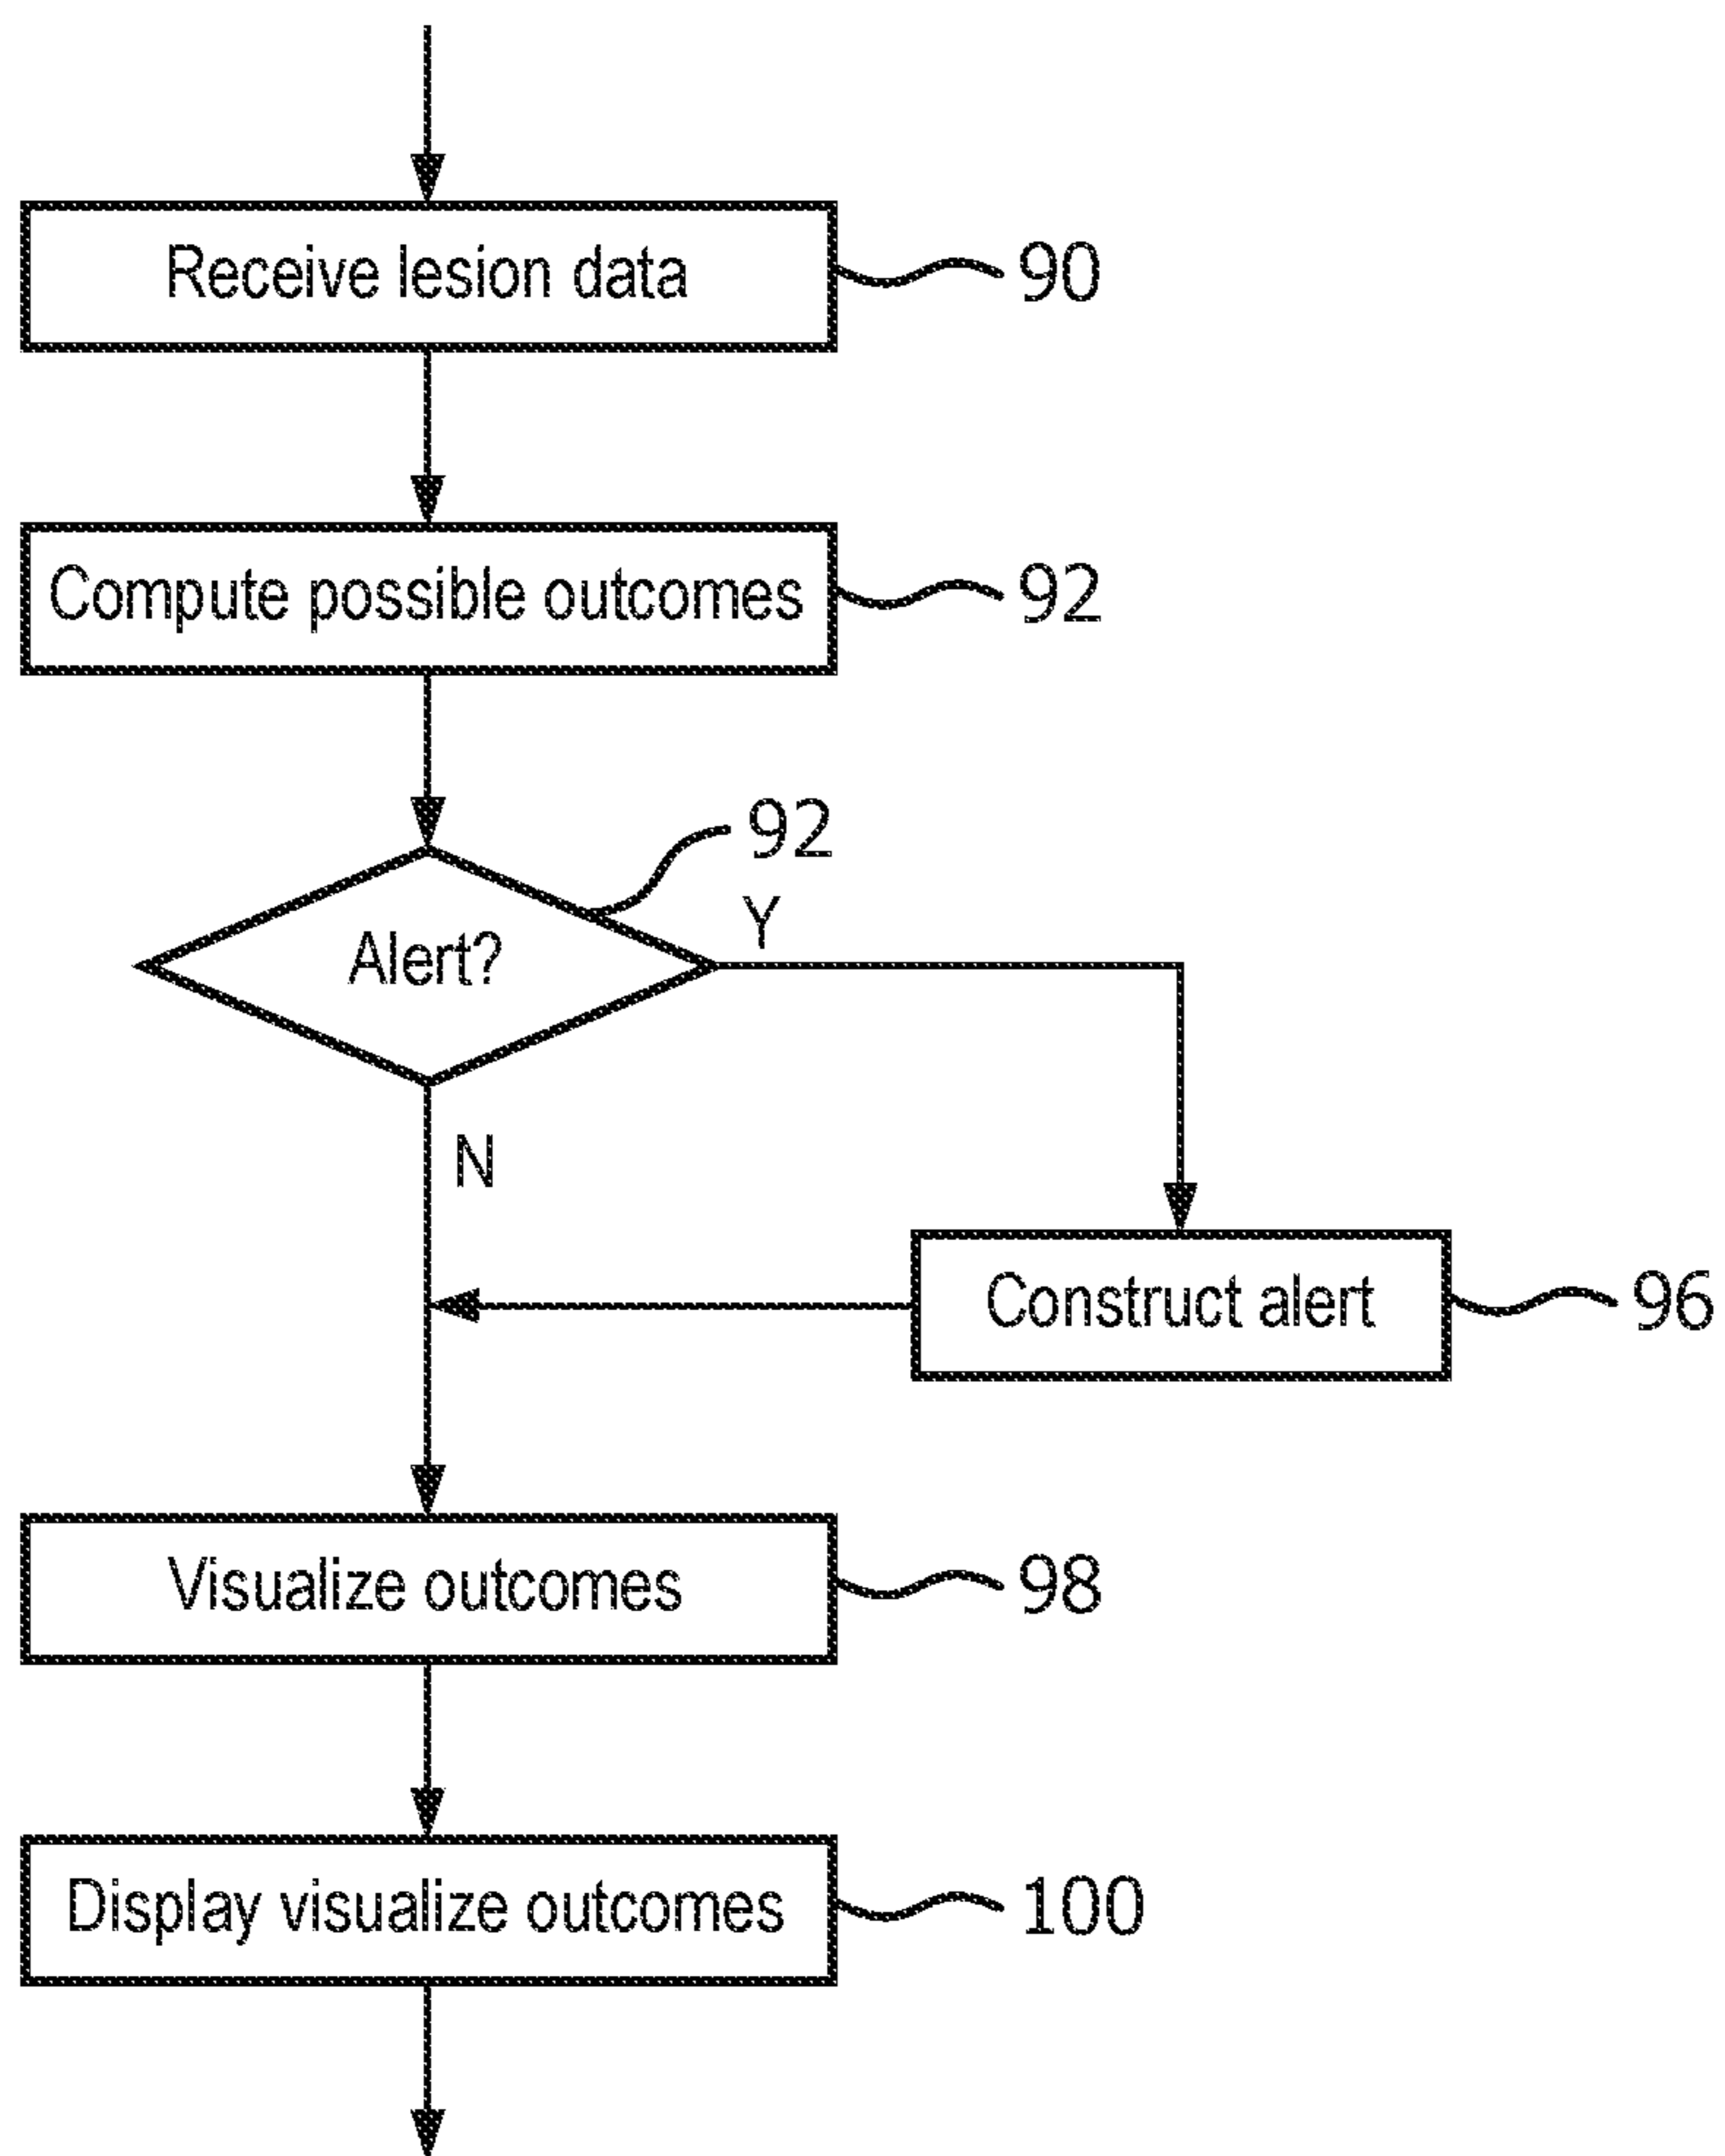 Receive lesion data
90
Compute possible outcomes
92
92
Alert?
Y
N
Construct alert
96
Visualize outcomes
98
Display visualize outcomes
100